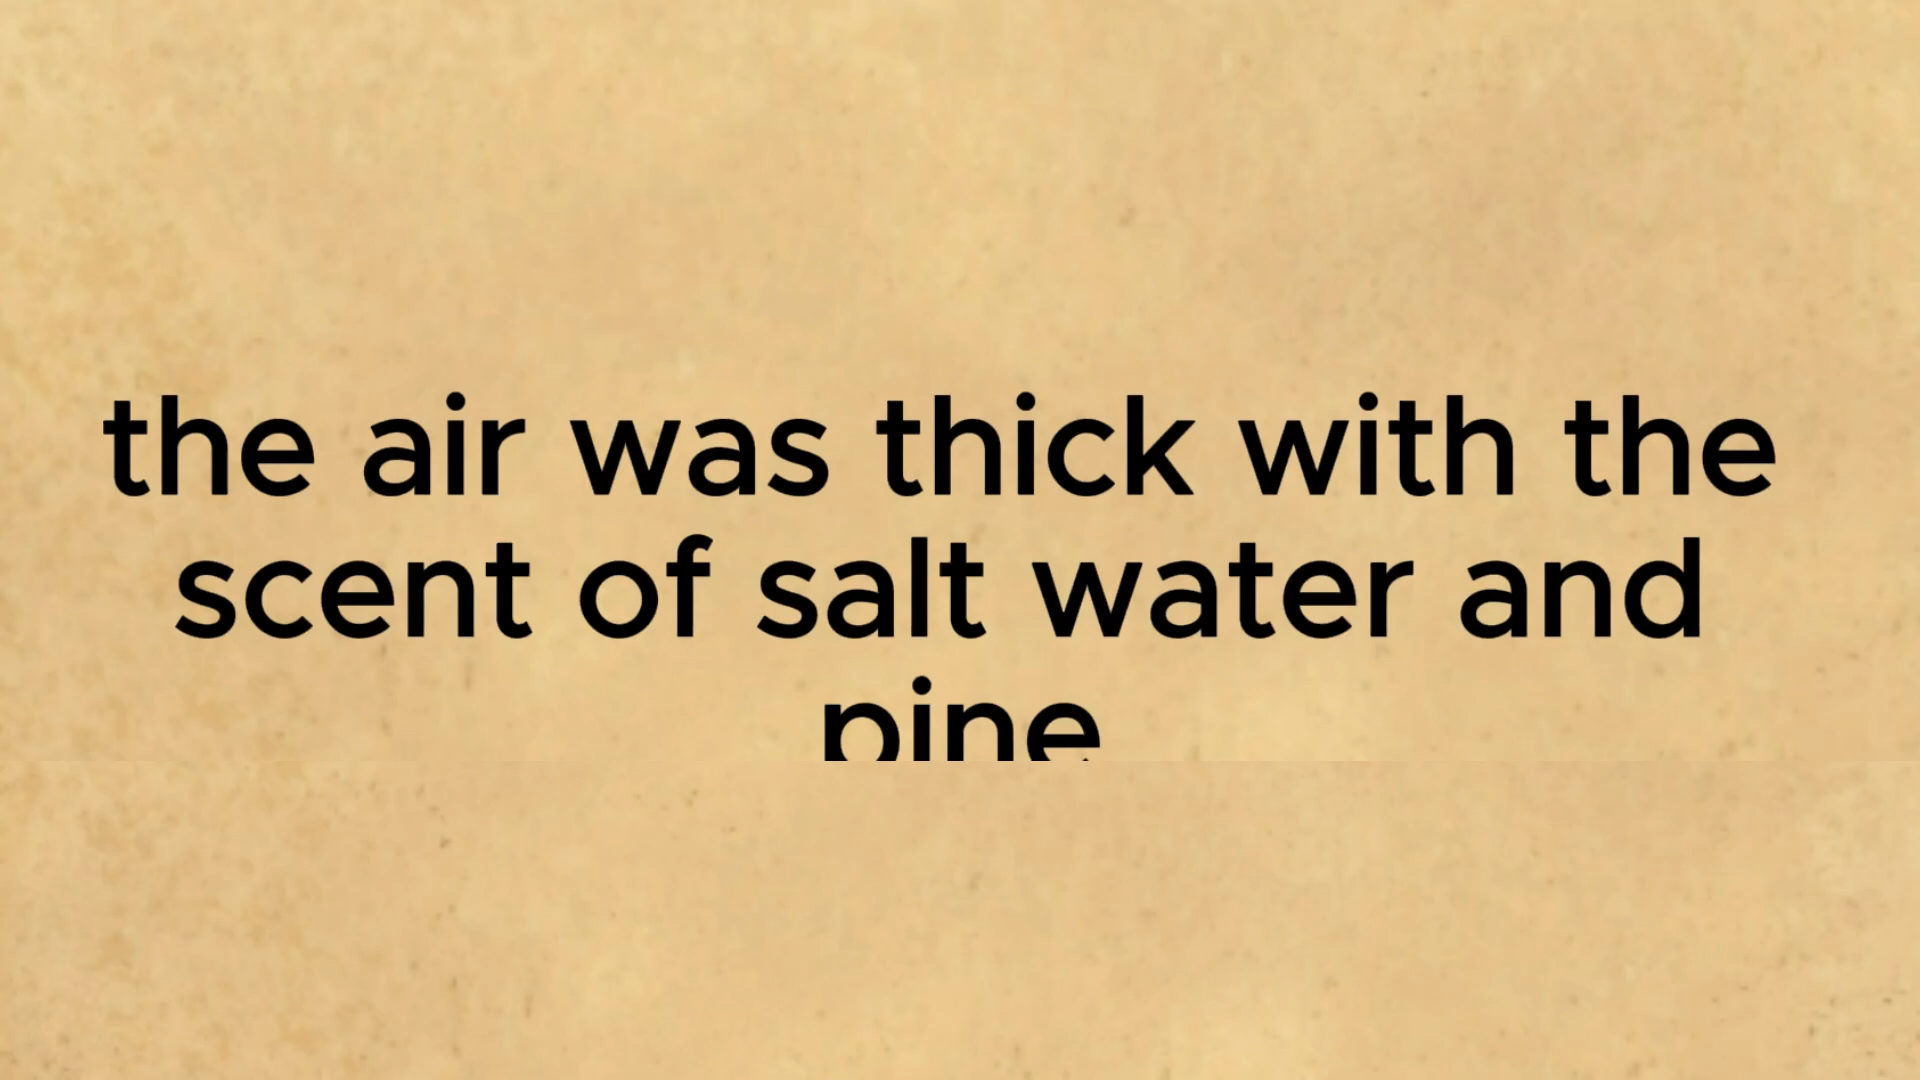 the air was thick with the
scent of salt water and
pine